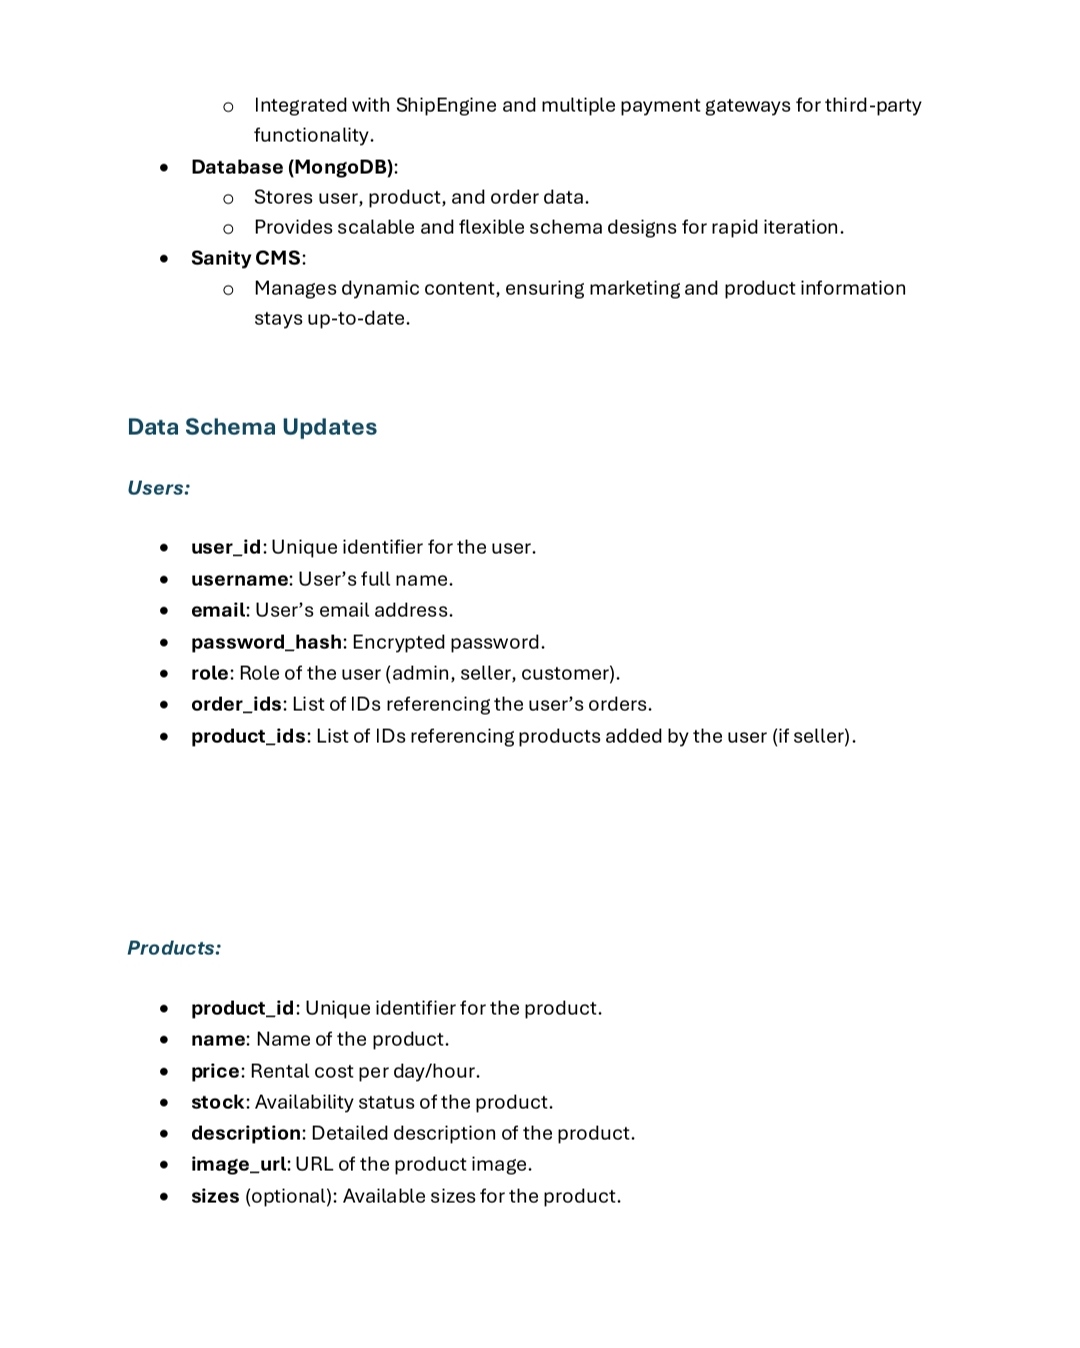 o Integrated with ShipEngine and multiple payment gateways for third-party
functionality.
• Database (MongoDB):
o Stores user, product, and order data.
o Provides scalable and flexible schema designs for rapid iteration.
• Sanity CMS:
o Manages dynamic content, ensuring marketing and product information
stays up-to-date.
Data Schema Updates
Users:
• user_id: Unique identifier for the user.
• username: User’s full name.
• email: User’s email address.
• password_hash: Encrypted password.
• role: Role of the user (admin, seller, customer).
• order_ids: List of IDs referencing the user’s orders.
• product_ids: List of IDs referencing products added by the user (if seller).
Products:
• product_id: Unique identifier for the product.
• name: Name of the product.
• price: Rental cost per day/hour.
• stock: Availability status of the product.
• description: Detailed description of the product.
• image_url: URL of the product image.
• sizes (optional): Available sizes for the product.